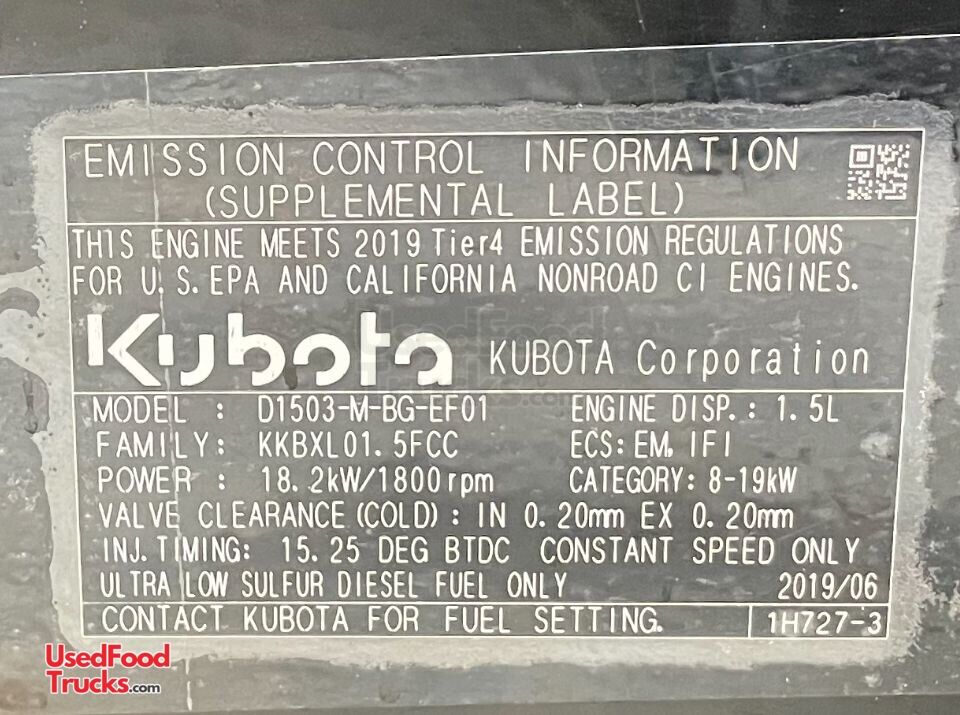 EMISSION CONTROL INFORMATION
(SUPPLEMENTAL LABEL)
THIS ENGINE MEETS 2019 Tier4 EMISSION REGULATIONS
FOR U.S.EPA AND CALIFORNIA NONROAD CI ENGINES.
Kubota KUBOTA Corporation
MODEL : D1503-M-BG-EF01 ENGINE DISP.: 1.5L
FAMILY: KKBXL01.5FCC ECS: EM, IFI
POWER : 18.2kW/1800rpm CATEGORY: 8-19kW
VALVE CLEARANCE (COLD) : IN 0.20mm EX 0.20mm
INJ.TIMING: 15.25 DEG BTDC CONSTANT SPEED ONLY
ULTRA LOW SULFUR DIESEL FUEL ONLY 2019/06
CONTACT KUBOTA FOR FUEL SETTING. 1H727-3
UsedFood
Trucks.com